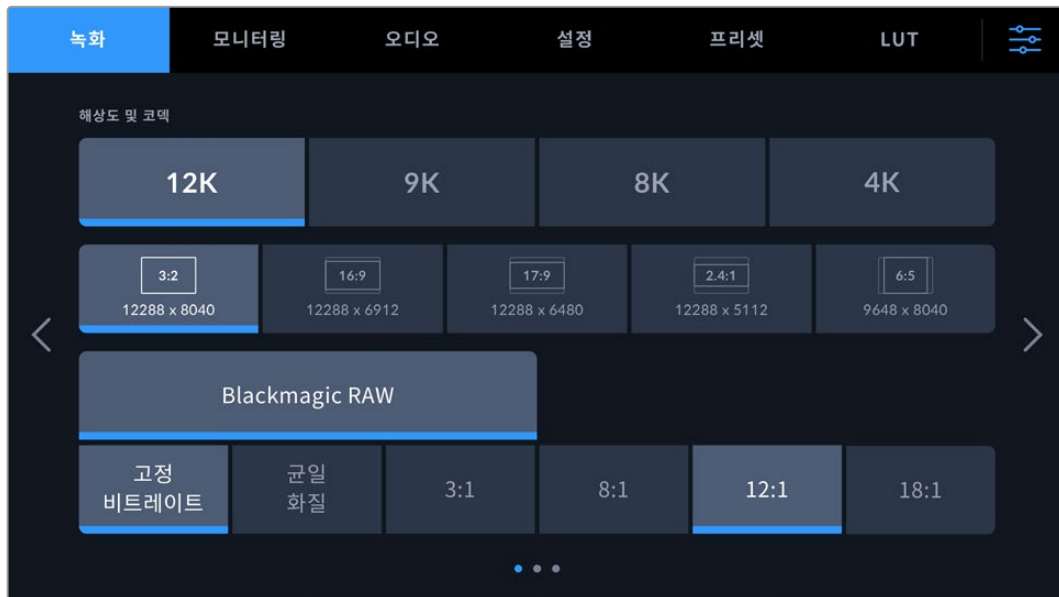 녹화 모니터링 오디오 설정 프리셋 LUT
해상도 및 코덱
12K 9K 8K 4K
3:2 16:9 17:9 2.4:1 6:5
12288 x 8040 12288 x 6912 12288 x 6480 12288 x 5112 9648 x 8040
Blackmagic RAW
고정 균일
비트레이트 화질 3:1 8:1 12:1 18:1